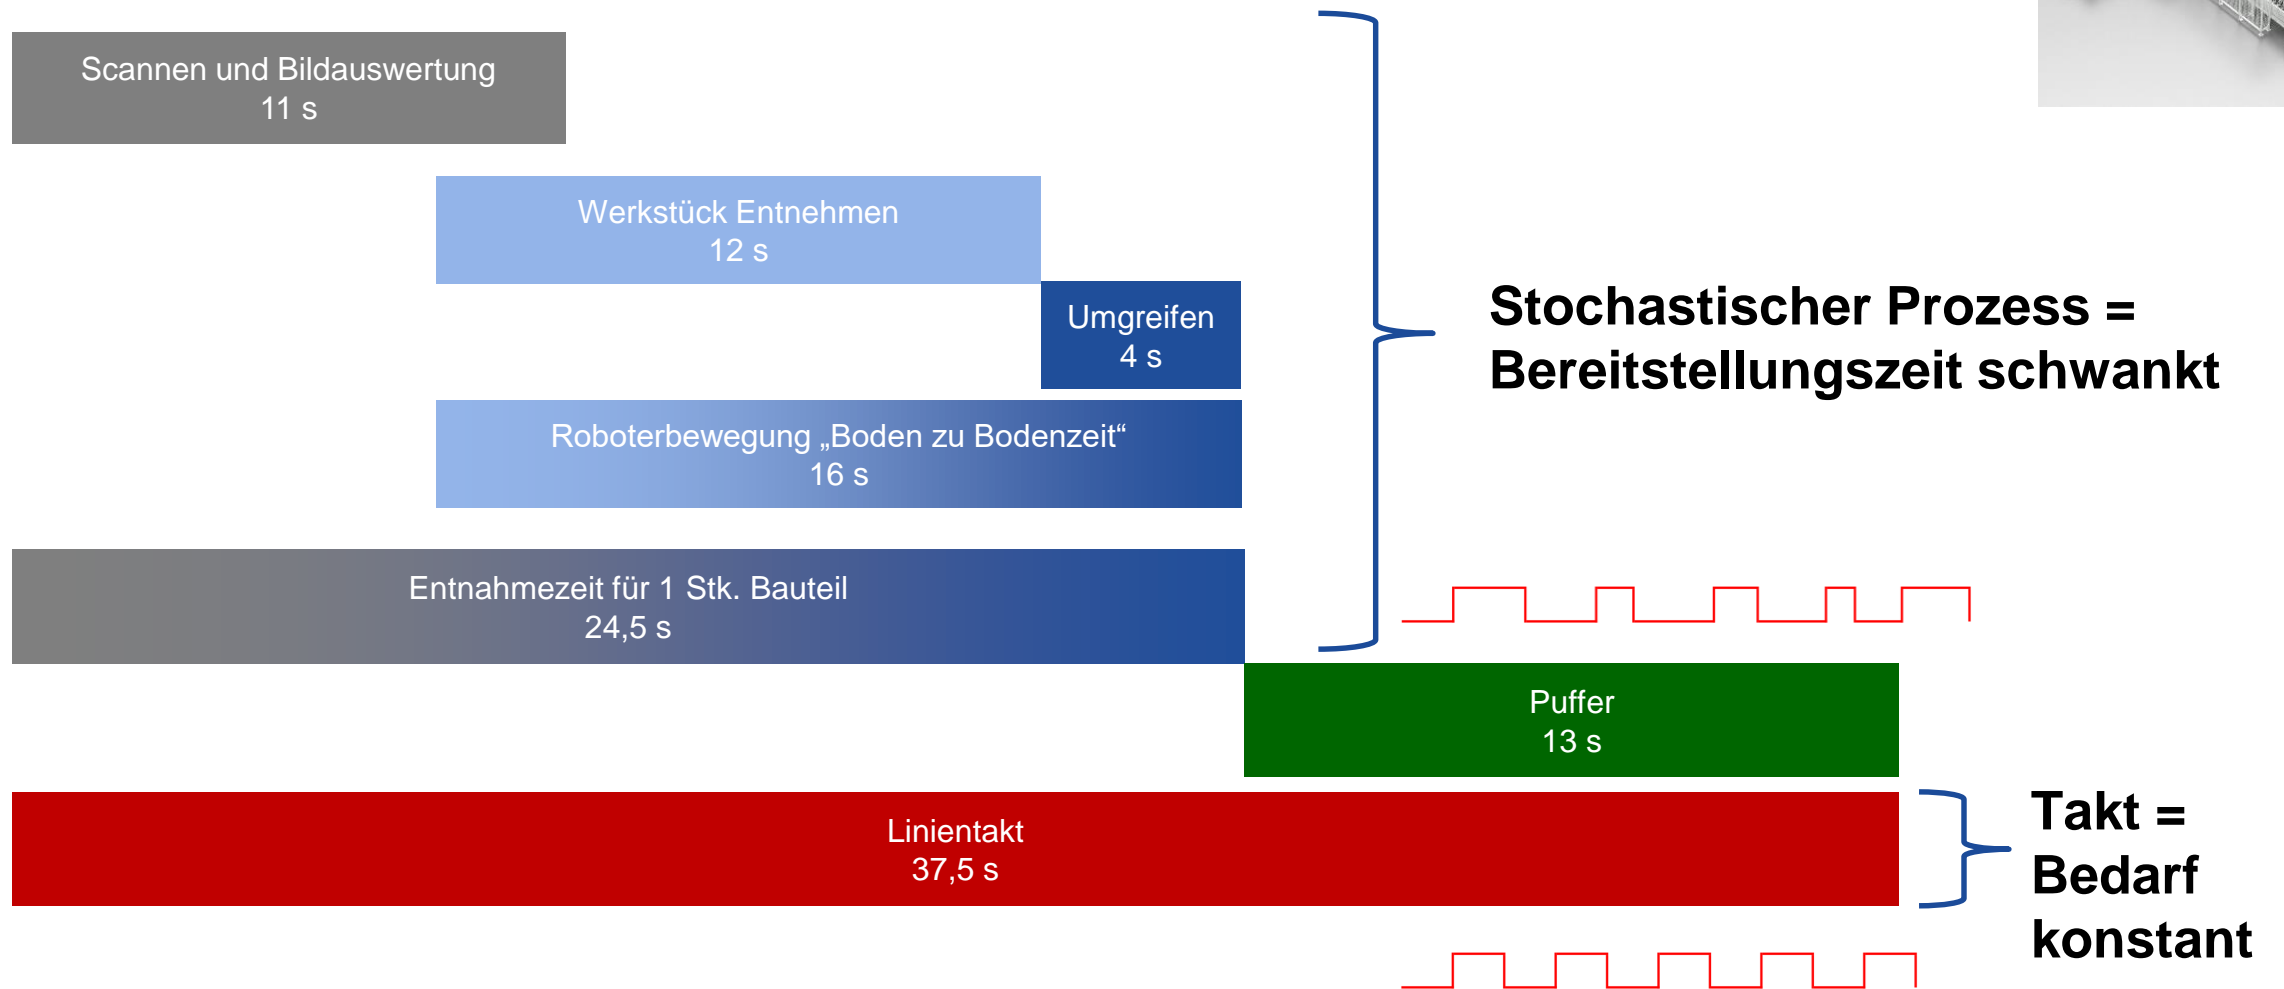 Scannen und Bildauswertung
11 s
Werkstück Entnehmen
12 s
Umgreifen
4 s
Stochastischer Prozess =
Bereitstellungszeit schwankt
Roboterbewegung „Boden zu Bodenzeit“
16 s
Entnahmezeit für 1 Stk. Bauteil
24,5 s
Puffer
13 s
Linientakt
37,5 s
Takt =
Bedarf
konstant